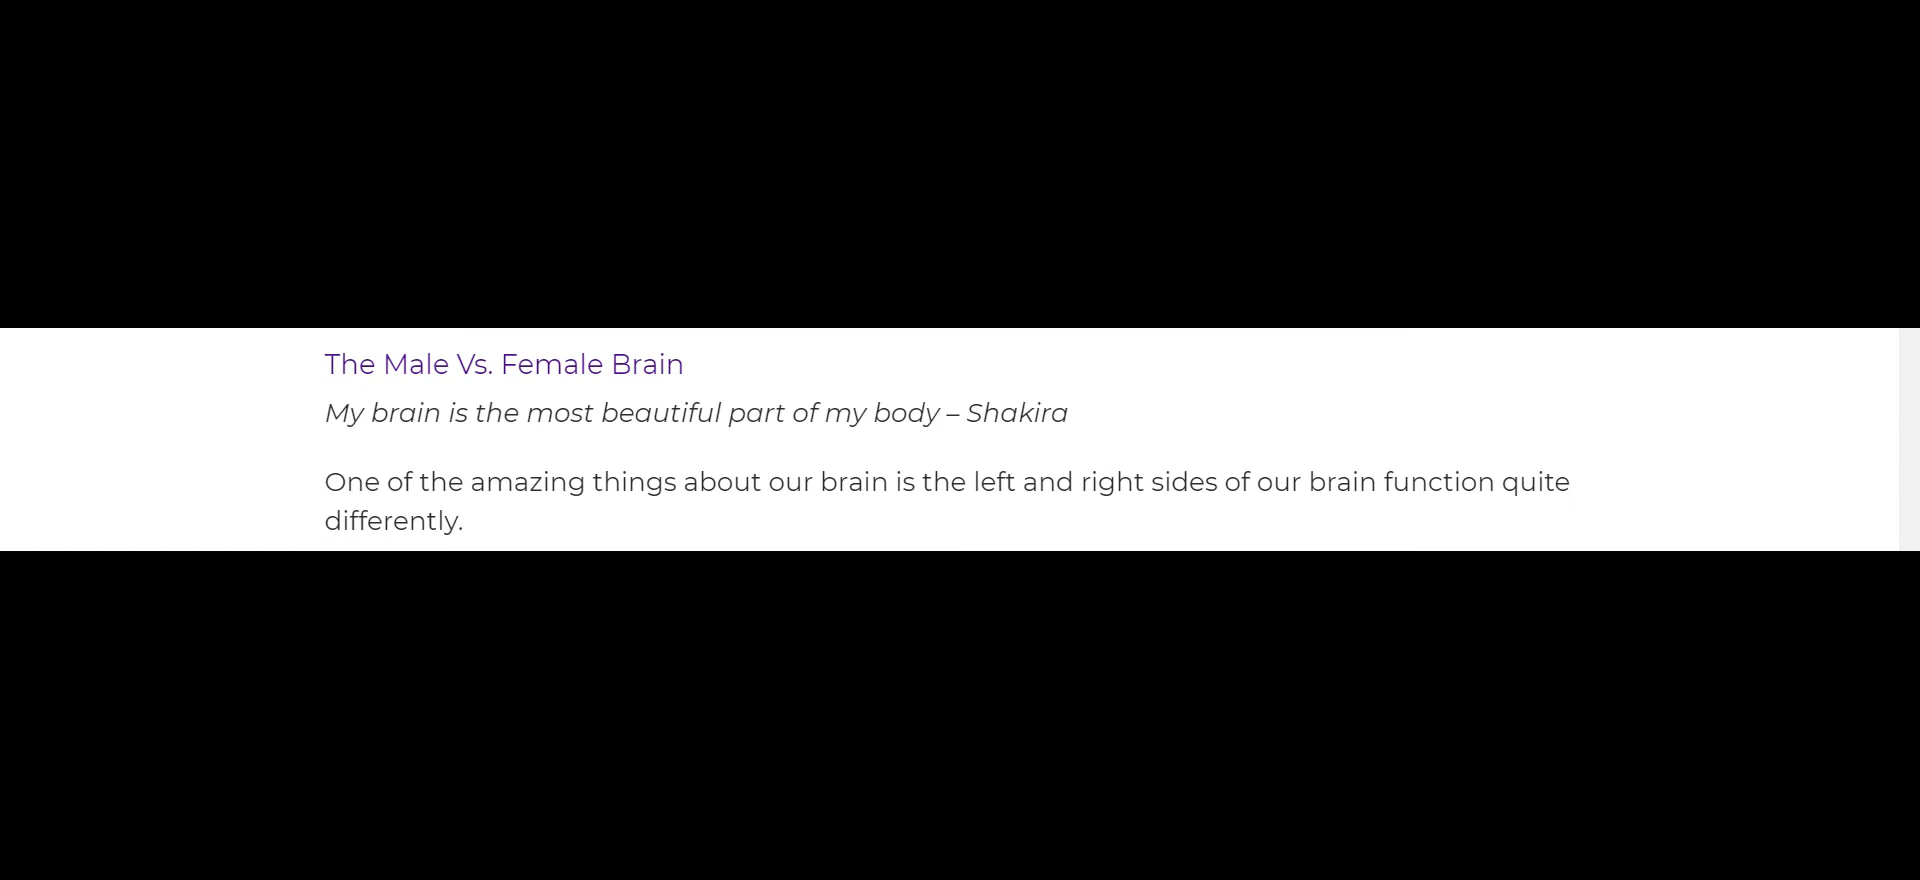 The Male Vs. Female Brain
My brain is the most beautiful part of my body – Shakira
One of the amazing things about our brain is the left and right sides of our brain function quite
differently.